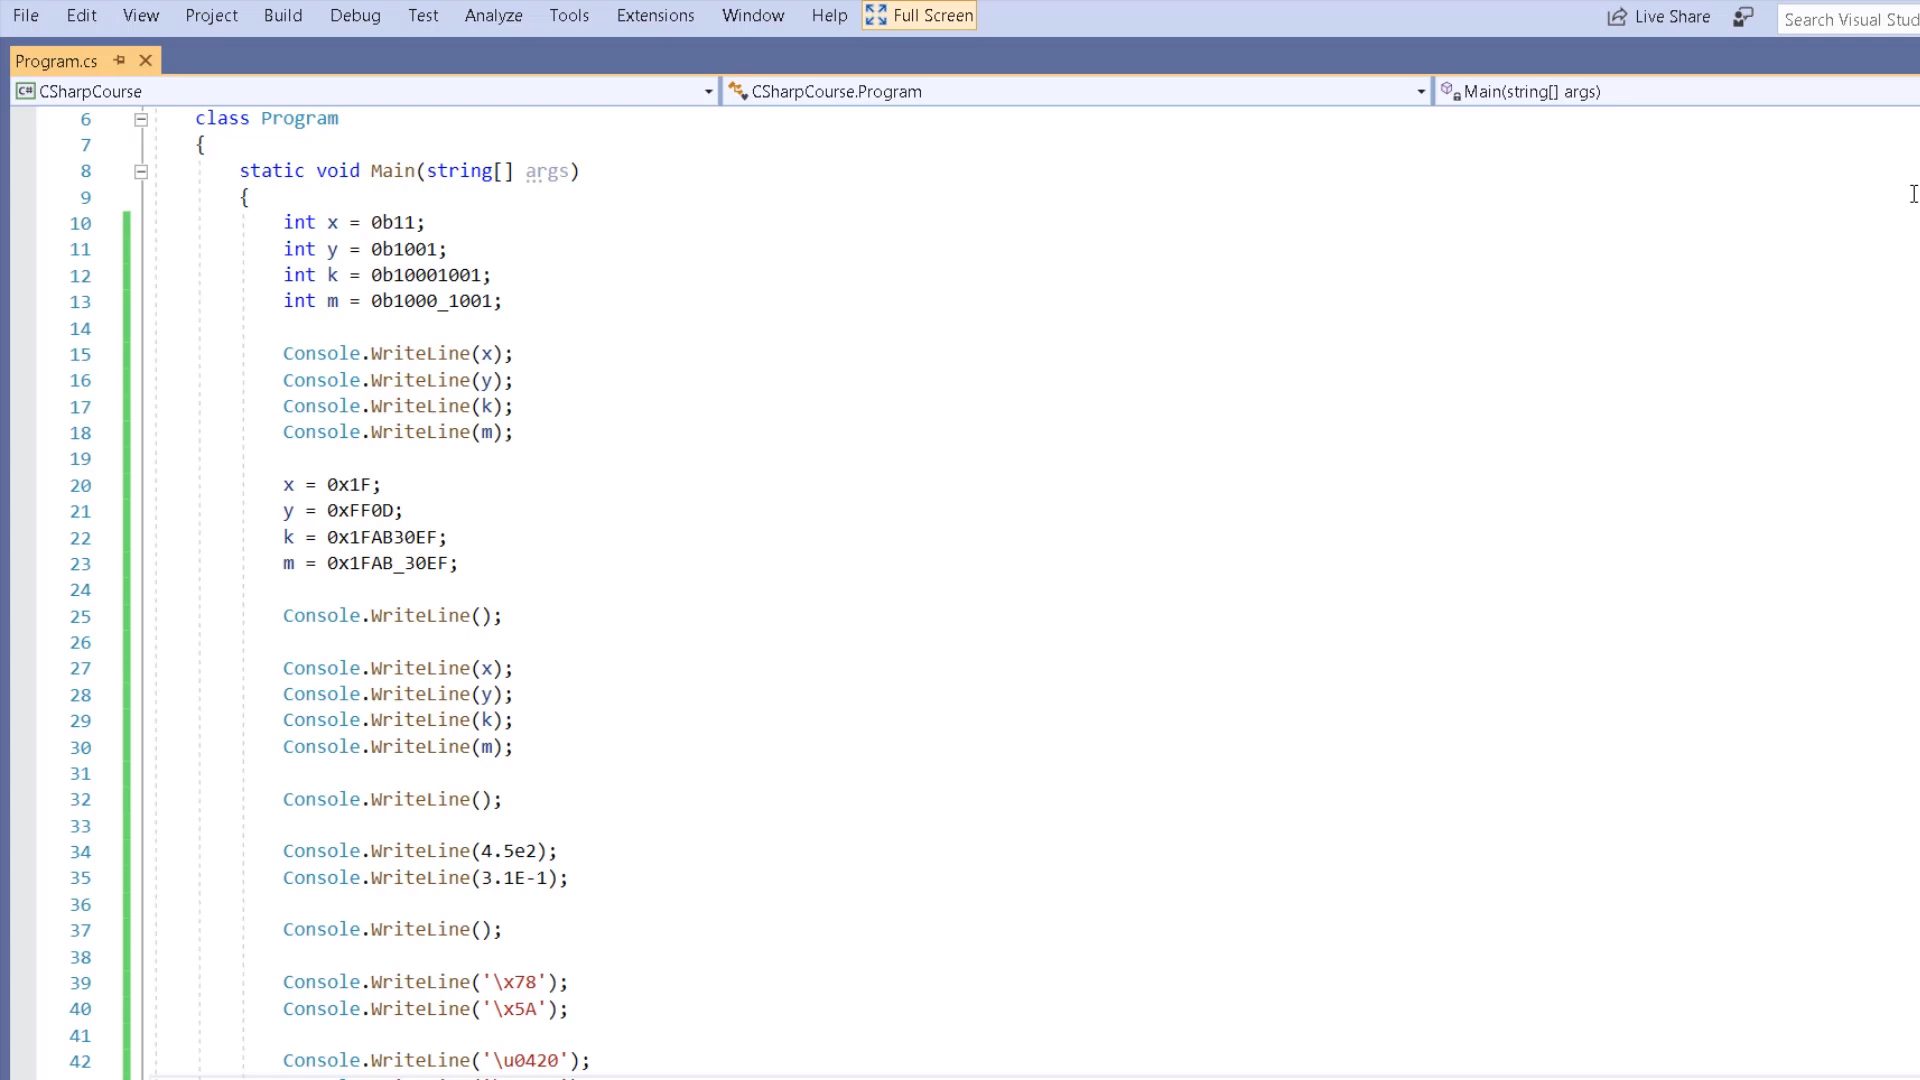 File Edit View Project Build Debug Test Analyze Tools Extensions Window Help Full Screen Live Share Search Visual Stud
Program.cs
C# CSharpCourse CSharpCourse.Program Main(string[] args)
6 class Program
7 {
8 static void Main(string[] args)
9 {
10 int x = 0b11;
11 int y = 0b1001;
12 int k = 0b10001001;
13 int m = 0b1000_1001;
14
15 Console.WriteLine(x);
16 Console.WriteLine(y);
17 Console.WriteLine(k);
18 Console.WriteLine(m);
19
20 x = 0x1F;
21 y = 0xFF0D;
22 k = 0x1FAB30EF;
23 m = 0x1FAB_30EF;
24
25 Console.WriteLine();
26
27 Console.WriteLine(x);
28 Console.WriteLine(y);
29 Console.WriteLine(k);
30 Console.WriteLine(m);
31
32 Console.WriteLine();
33
34 Console.WriteLine(4.5e2);
35 Console.WriteLine(3.1E-1);
36
37 Console.WriteLine();
38
39 Console.WriteLine('\x78');
40 Console.WriteLine('\x5A');
41
42 Console.WriteLine('\u0420');